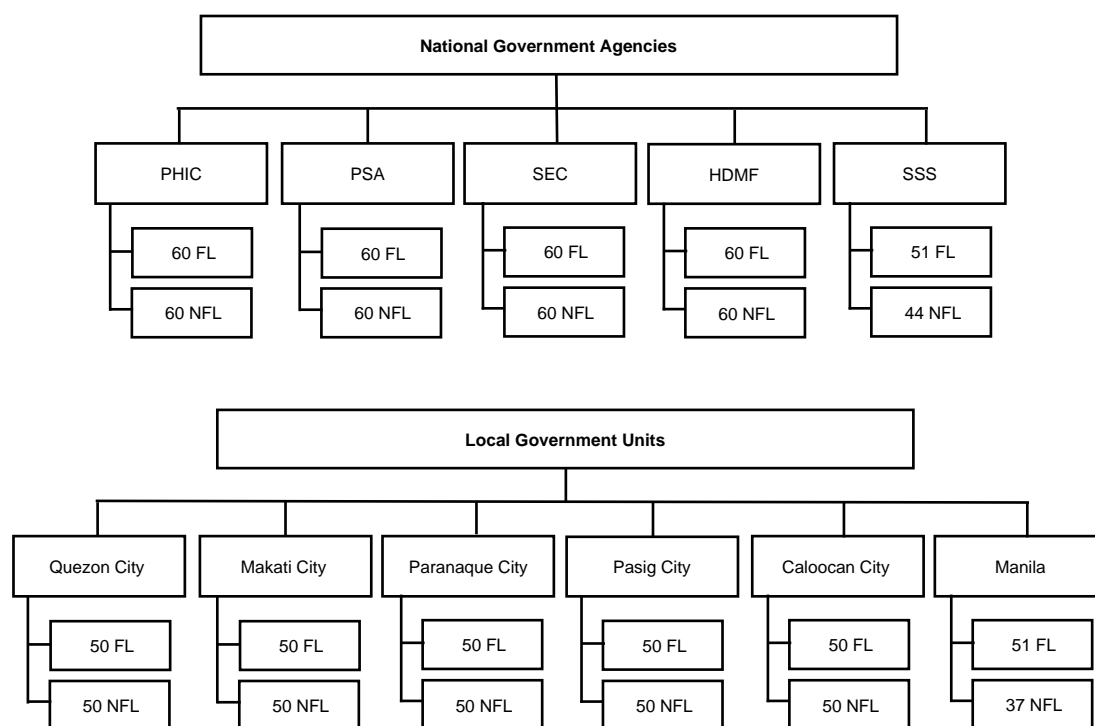 National Government Agencies
PHIC
PSA
SEC
HDMF
SSS
60 FL
60 FL
60 FL
60 FL
51 FL
60 NFL
60 NFL
60 NFL
60 NFL
44 NFL
Local Government Units
Quezon City
Makati City
Paranaque City
Pasig City
Caloocan City
Manila
50 FL
50 FL
50 FL
50 FL
50 FL
51 FL
50 NFL
50 NFL
50 NFL
50 NFL
50 NFL
37 NFL